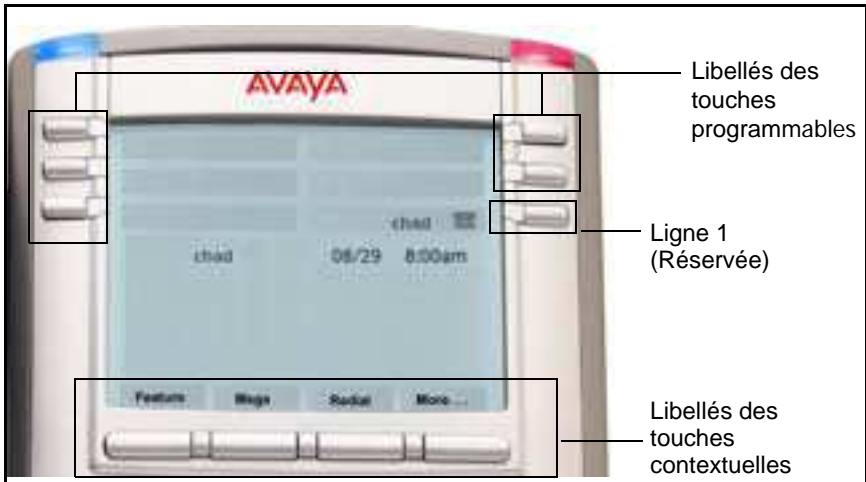 AVAYA
Libellés des
touches
programmables
chad
Ligne 1
(Réservée)
chad 08/29 8:00am
Feature Msgs Redial More...
Libellés des
touches
contextuelles